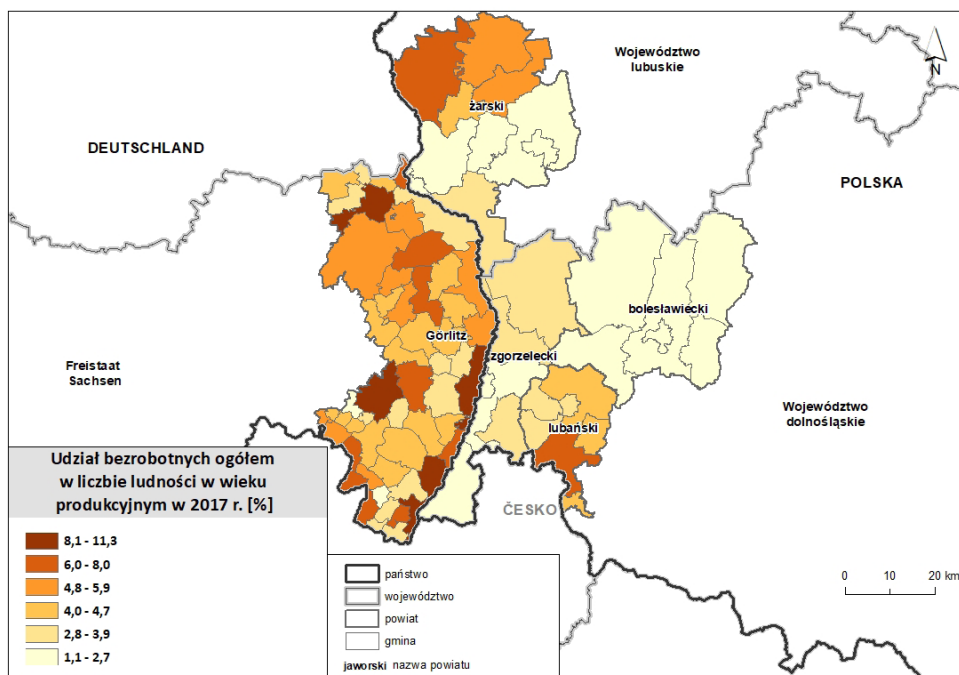 Województwo
lubuskie
N
żarski
DEUTSCHLAND
POLSKA
bolesławiecki
Görlitz
zgorzelecki
Freistaat
Sachsen
Województwo
dolnośląskie
lubański
ČESKO
Udział bezrobotnych ogółem
w liczbie ludności w wieku
produkcyjnym w 2017 r. [%]
8,1 - 11,3
6,0 - 8,0
4,8 - 5,9
4,0 - 4,7
2,8 - 3,9
1,1 - 2,7
państwo
województwo
powiat
gmina
jaworski nazwa powiatu
0 10 20 km